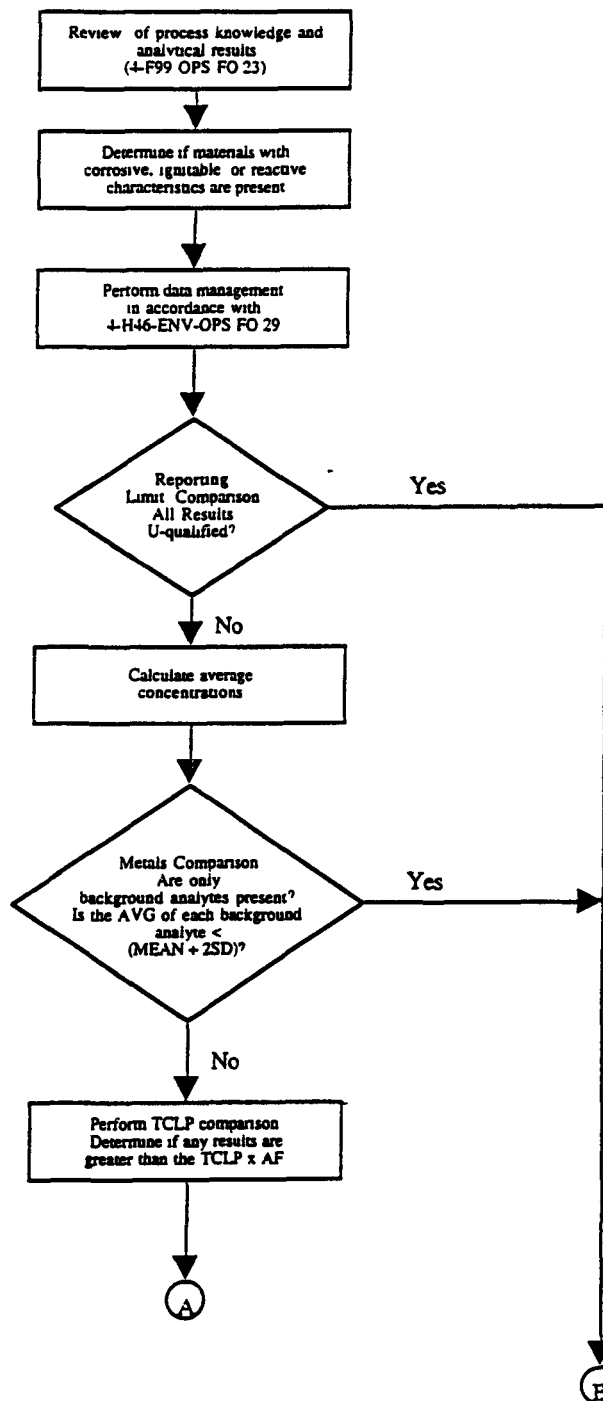 Review of process knowledge and
analytical results
(4-F99 OPS FO 23)
Determine if materials with
corrosive, ignitable or reactive
characteristics are present
Perform data management
in accordance with
4-H46-ENV-OPS FO 29
Reporting
Limit Comparison
All Results
U-qualified?
Yes
No
Calculate average
concentrations
Metals Comparison
Are only
background analytes present?
Is the AVG of each background
analyte <
(MEAN + 2SD)?
Yes
No
Perform TCLP comparison
Determine if any results are
greater than the TCLP x AF
A